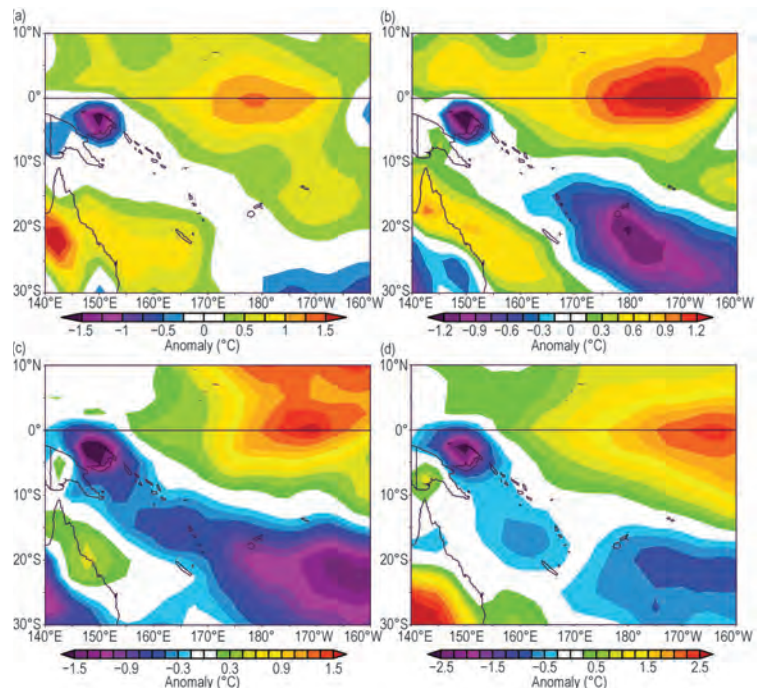 (a)
(b)
10°N
10°N
0°
0°
10°S
10°S
20°S
20°S
30°S
30°S
140°E 150°E 160°E 170°E 180° 170°W 160°W
140°E 150°E 160°E 170°E 180° 170°W 160°W
−1.5 −1 −0.5 0 0.5 1 1.5
−1.2 −0.9 −0.6 −0.3 0 0.3 0.6 0.9 1.2
Anomaly (°C)
Anomaly (°C)
(c)
(d)
10°N
10°N
0°
0°
10°S
10°S
20°S
20°S
30°S
30°S
140°E 150°E 160°E 170°E 180° 170°W 160°W
140°E 150°E 160°E 170°E 180° 170°W 160°W
−1.5 −0.9 −0.3 0.3 0.9 1.5
−2.5 −1.5 −0.5 0.5 1.5 2.5
Anomaly (°C)
Anomaly (°C)